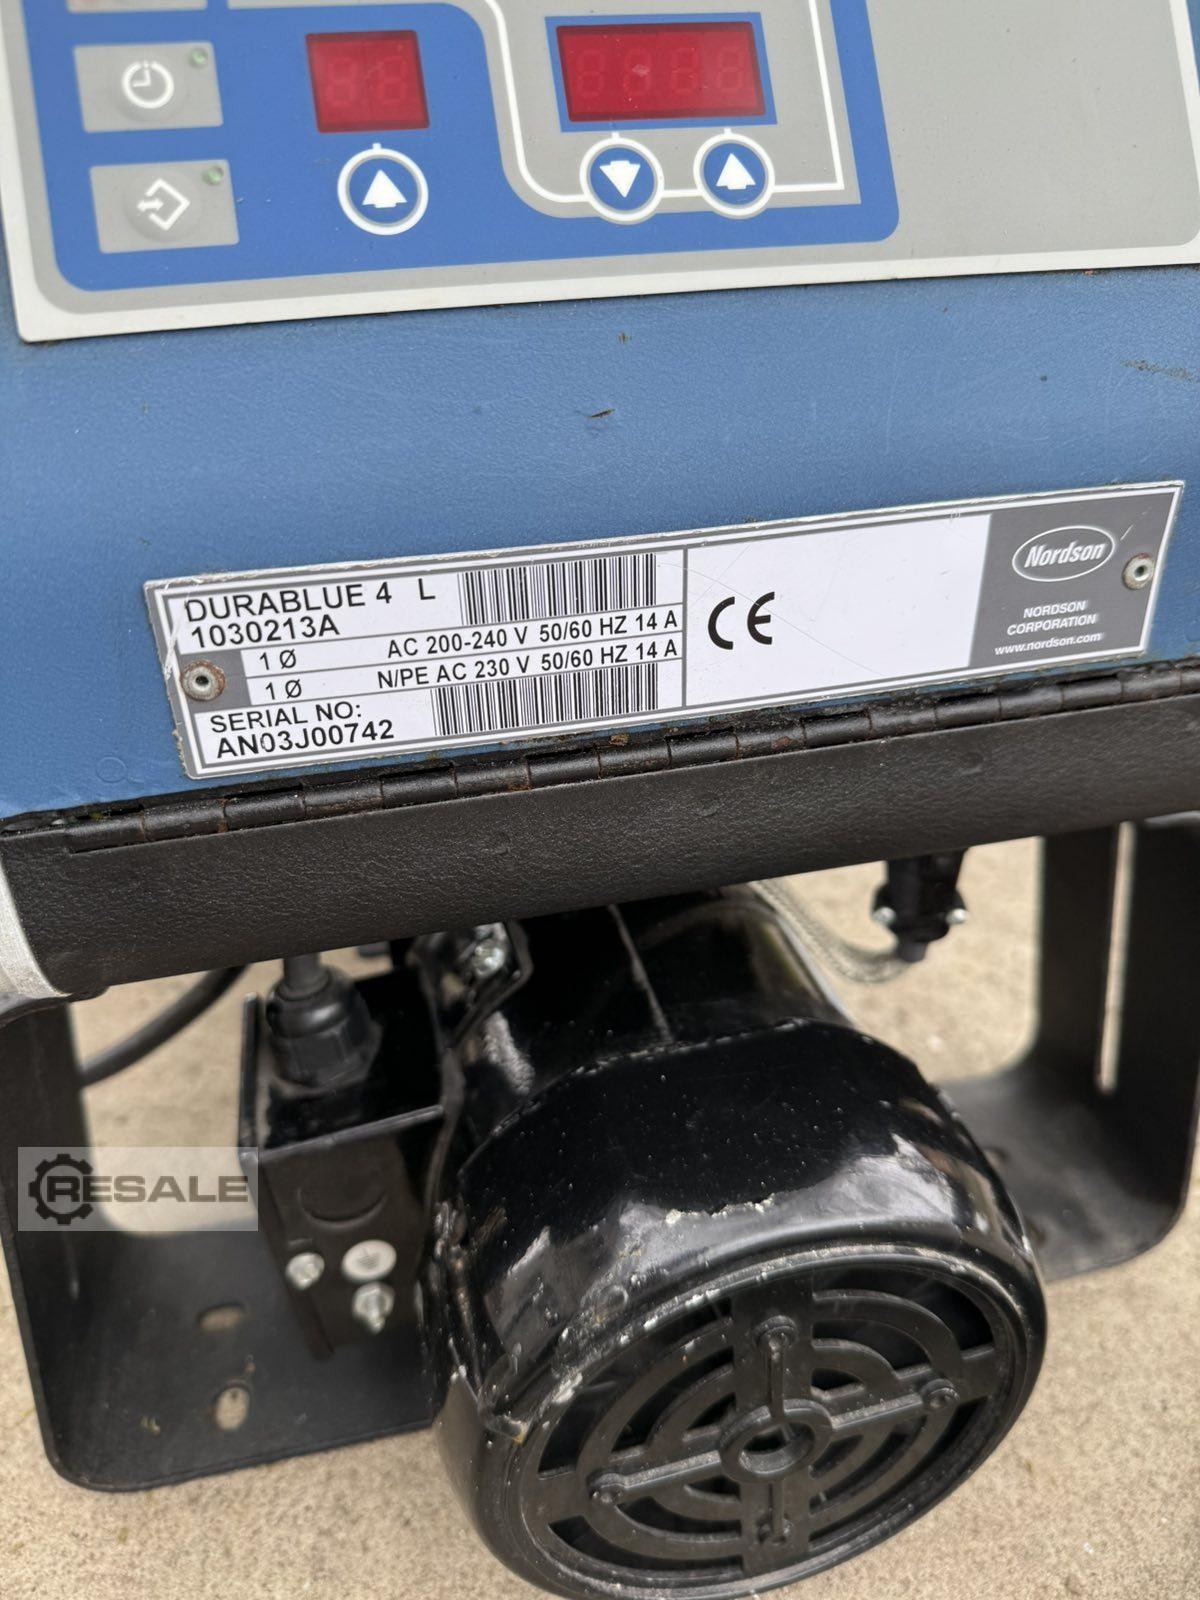 DURABLUE 4 L
1030213A
1 Ø AC 200-240 V 50/60 HZ 14 A
1 Ø N/PE AC 230 V 50/60 HZ 14 A
SERIAL NO:
AN03J00742
CE
Nordson
NORDSON
CORPORATION
www.nordson.com
RESALE